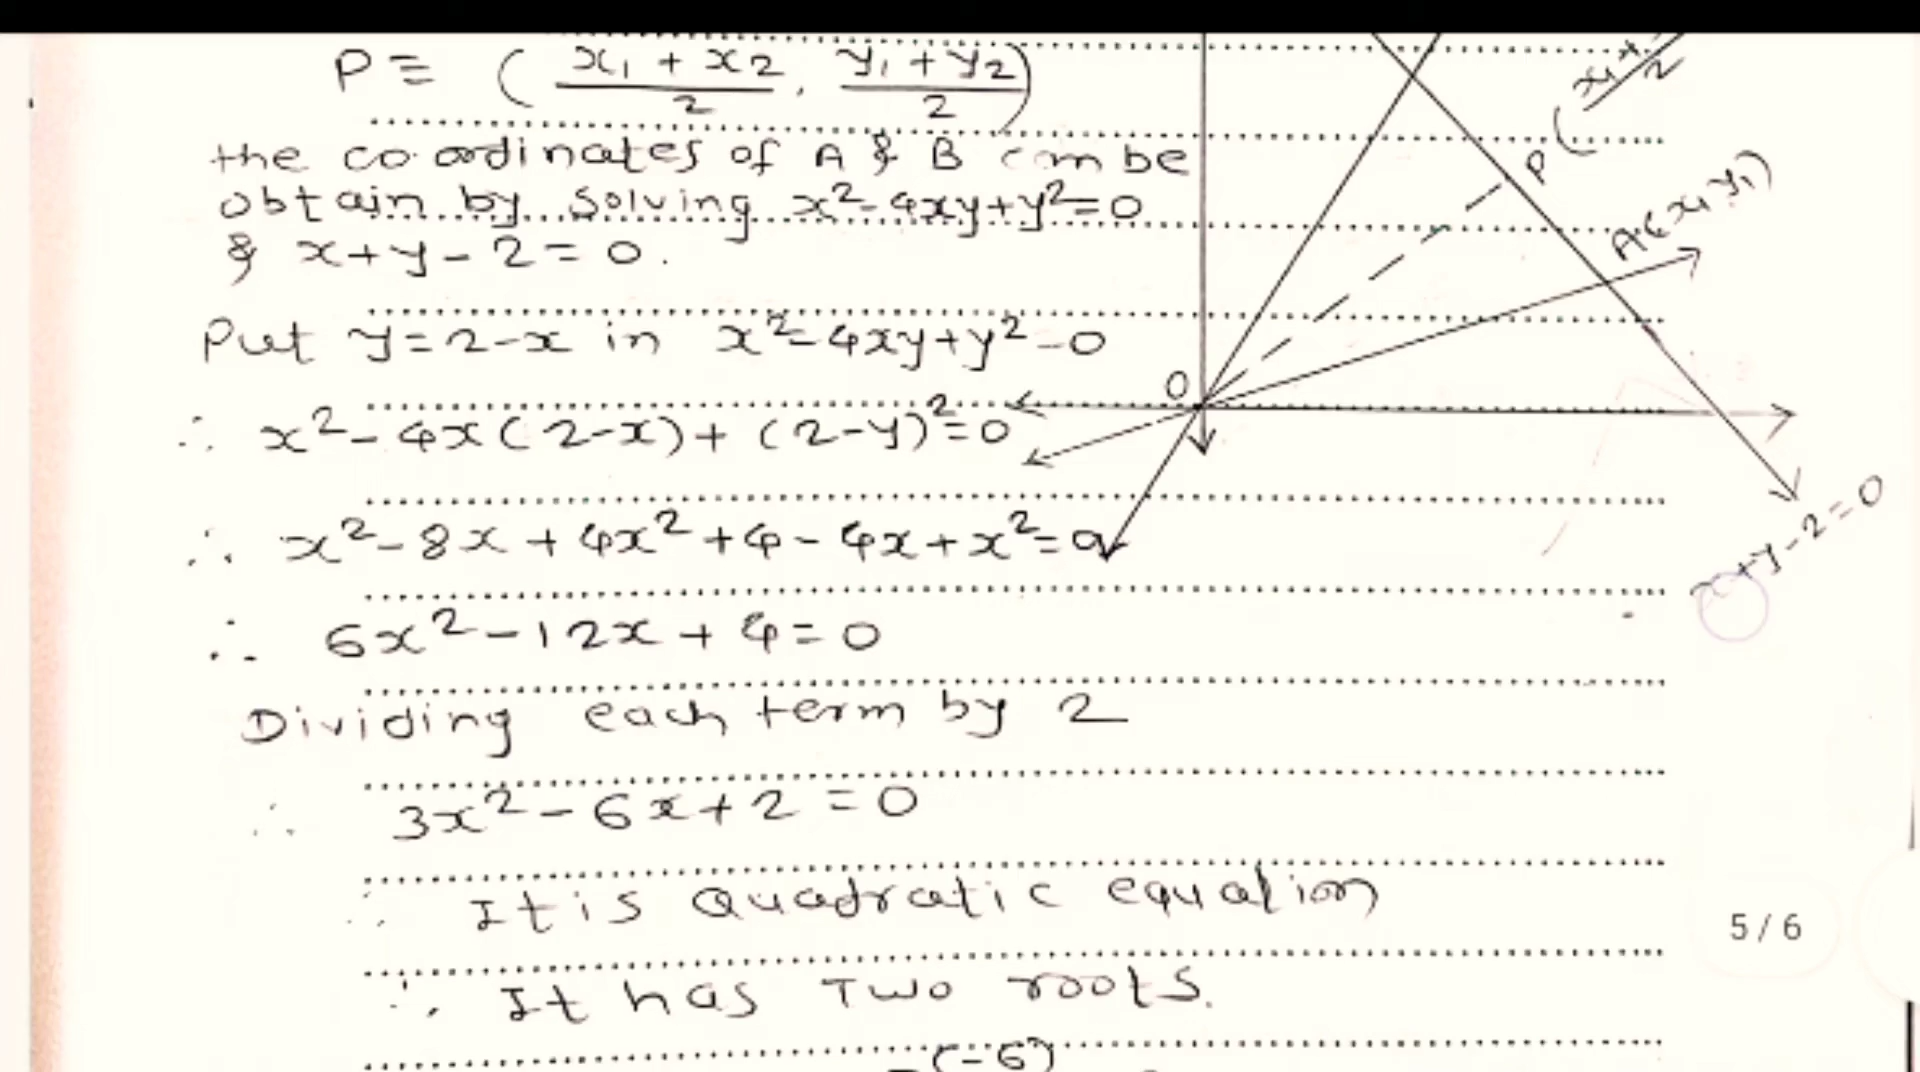 P ≡ ( x₁ + x₂ / 2 , y₁ + y₂ / 2 )
the co-ordinates of A & B can be
obtain by solving x² - 4xy + y² = 0
& x + y - 2 = 0.
Put y = 2 - x in x² - 4xy + y² - 0
∴ x² - 4x(2-x) + (2-y)² = 0
∴ x² - 8x + 4x² + 4 - 4x + x² = 0
∴ 6x² - 12x + 4 = 0
Dividing each term by 2
∴ 3x² - 6x + 2 = 0
∴ It is Quadratic equation
∴ It has Two roots.
(-6)
P ( x₁ + / 2
A(x₁, y₁)
O
x + y - 2 = 0
5 / 6